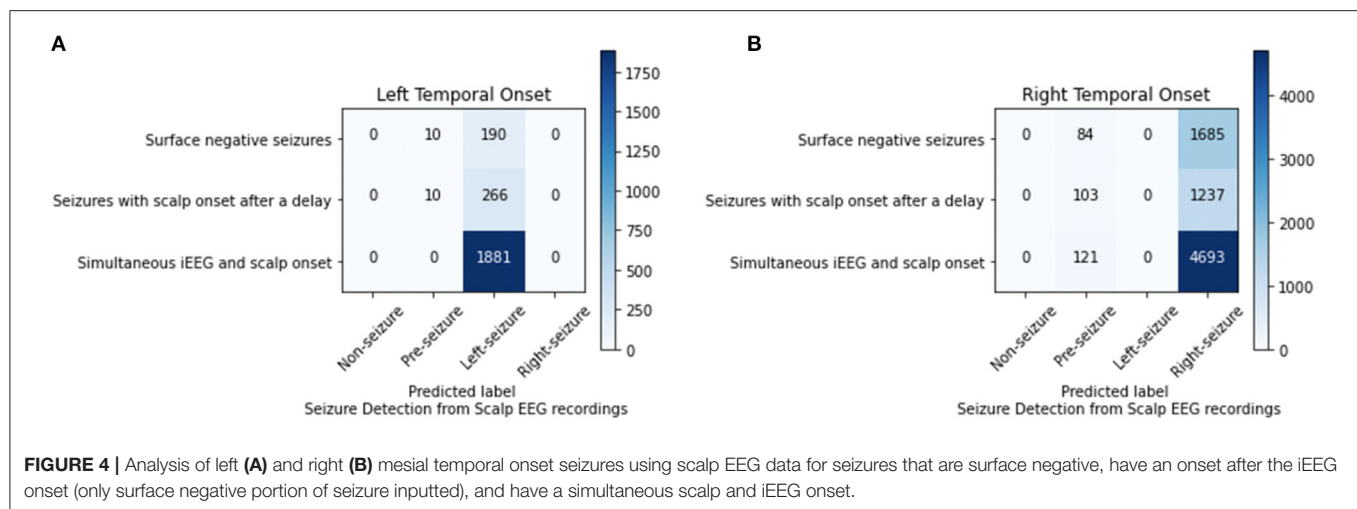 A
Left Temporal Onset
Surface negative seizures 0 10 190 0
Seizures with scalp onset after a delay 0 10 266 0
Simultaneous iEEG and scalp onset 0 0 1881 0
Non-seizure Pre-seizure Left-seizure Right-seizure
Predicted label
Seizure Detection from Scalp EEG recordings
1750
1500
1250
1000
750
500
250
0
B
Right Temporal Onset
Surface negative seizures 0 84 0 1685
Seizures with scalp onset after a delay 0 103 0 1237
Simultaneous iEEG and scalp onset 0 121 0 4693
Non-seizure Pre-seizure Left-seizure Right-seizure
Predicted label
Seizure Detection from Scalp EEG recordings
4000
3000
2000
1000
0
FIGURE 4 | Analysis of left (A) and right (B) mesial temporal onset seizures using scalp EEG data for seizures that are surface negative, have an onset after the iEEG
onset (only surface negative portion of seizure inputted), and have a simultaneous scalp and iEEG onset.